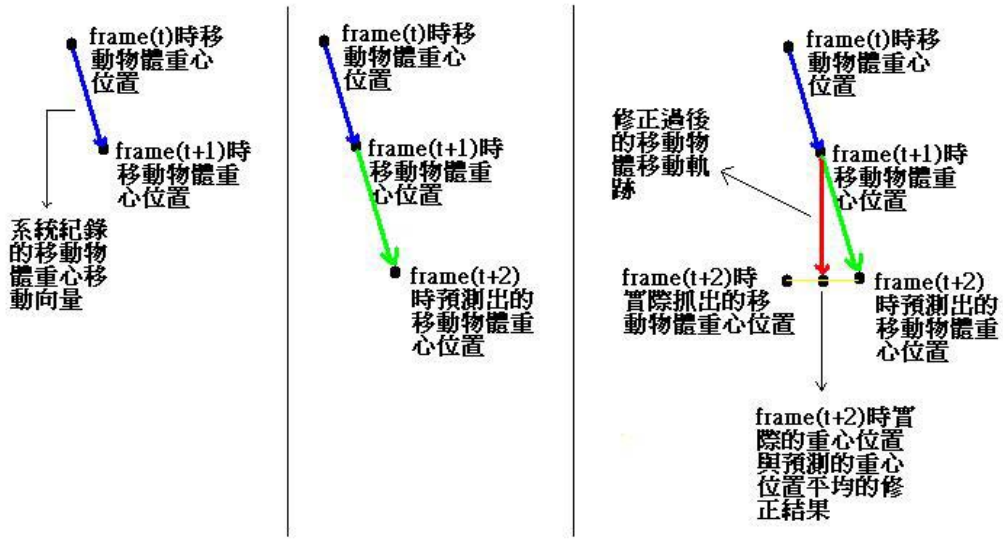 frame(t)時移
動物體重心
位置
frame(t+1)時
移動物體重
心位置
系統紀錄
的移動物
體重心移
動向量
frame(t)時移
動物體重心
位置
frame(t+1)時
移動物體重
心位置
frame(t+2)
時預測出的
移動物體重
心位置
frame(t)時移
動物體重心
位置
修正過後
的移動物
體移動軌
跡
frame(t+1)時
移動物體重
心位置
frame(t+2)時
實際抓出的移
動物體重心位置
frame(t+2)
時預測出的
移動物體重
心位置
frame(t+2)時實
際的重心位置
與預測的重心
位置平均的修
正結果